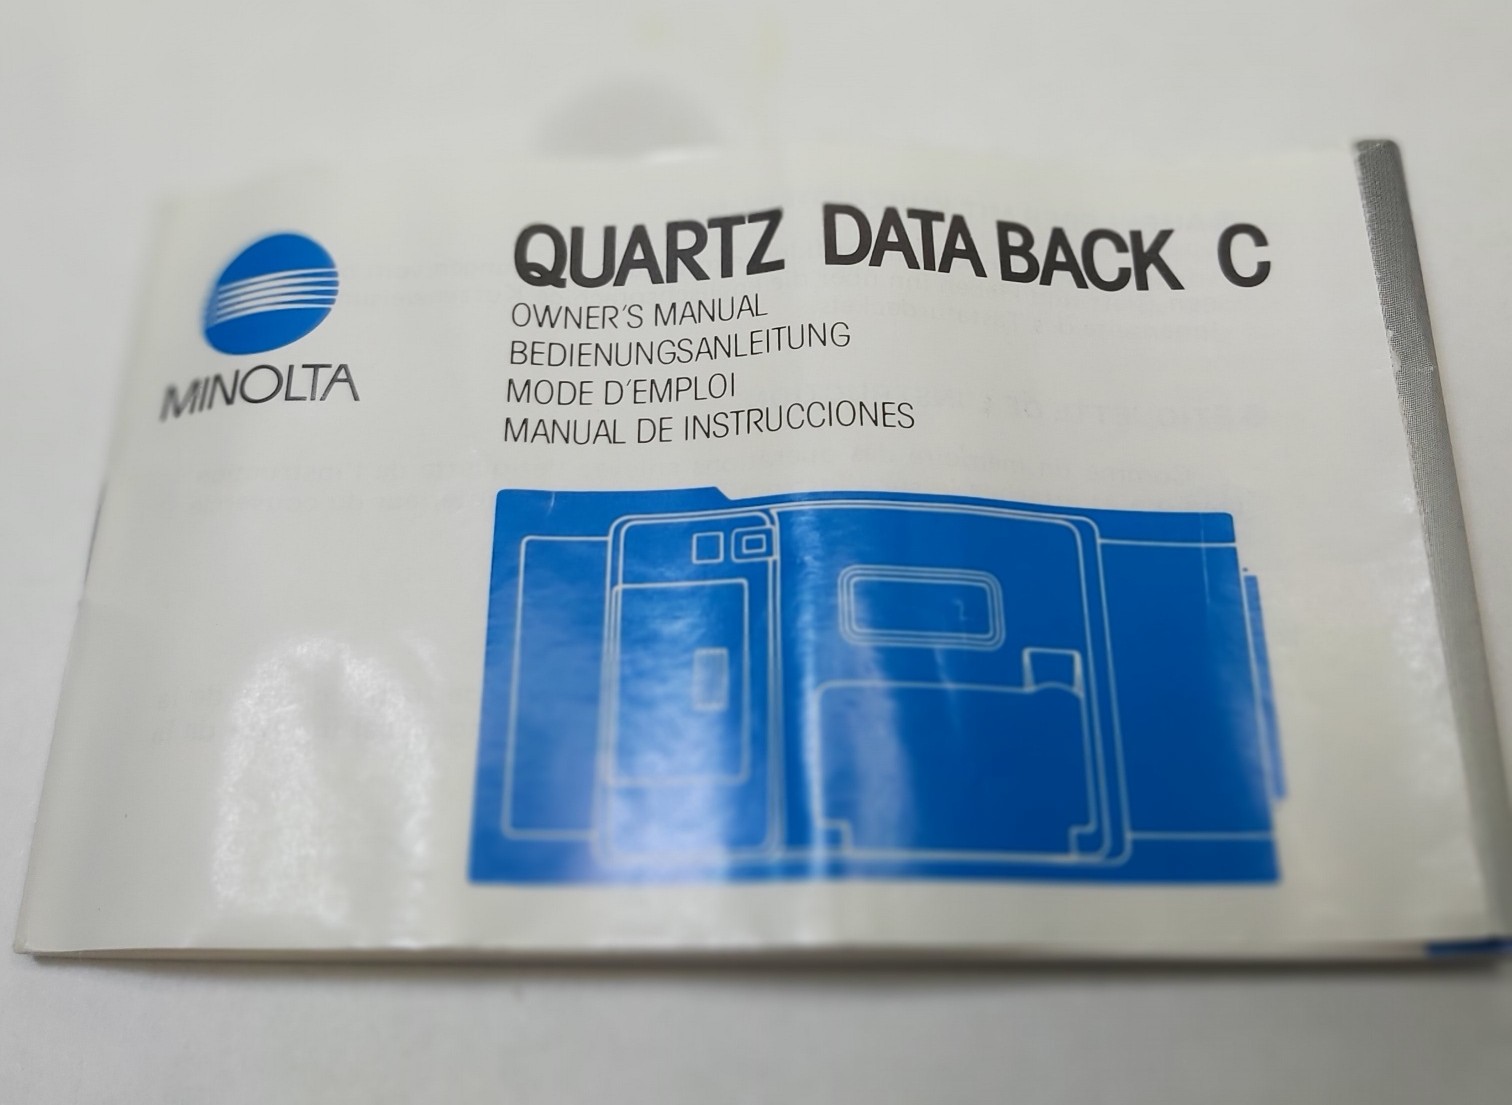 MINOLTA
QUARTZ DATA BACK C
OWNER'S MANUAL
BEDIENUNGSANLEITUNG
MODE D'EMPLOI
MANUAL DE INSTRUCCIONES